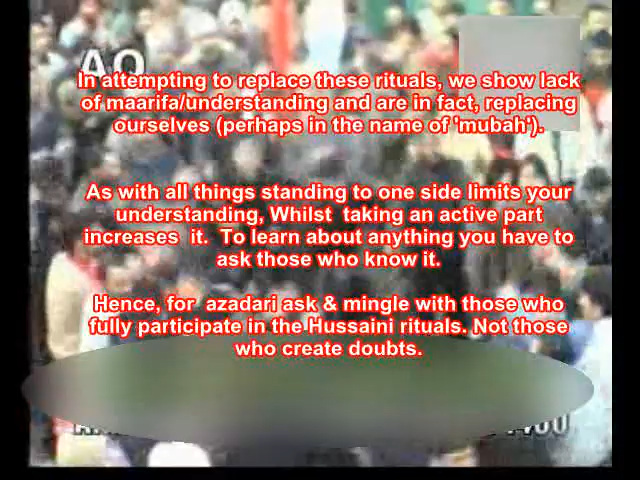 AO
In attempting to replace these rituals, we show lack
of maarifa/understanding and are in fact, replacing
ourselves (perhaps in the name of 'mubah').
As with all things standing to one side limits your
understanding, Whilst taking an active part
increases it. To learn about anything you have to
ask those who know it.
Hence, for azadari ask & mingle with those who
fully participate in the Hussaini rituals. Not those
who create doubts.